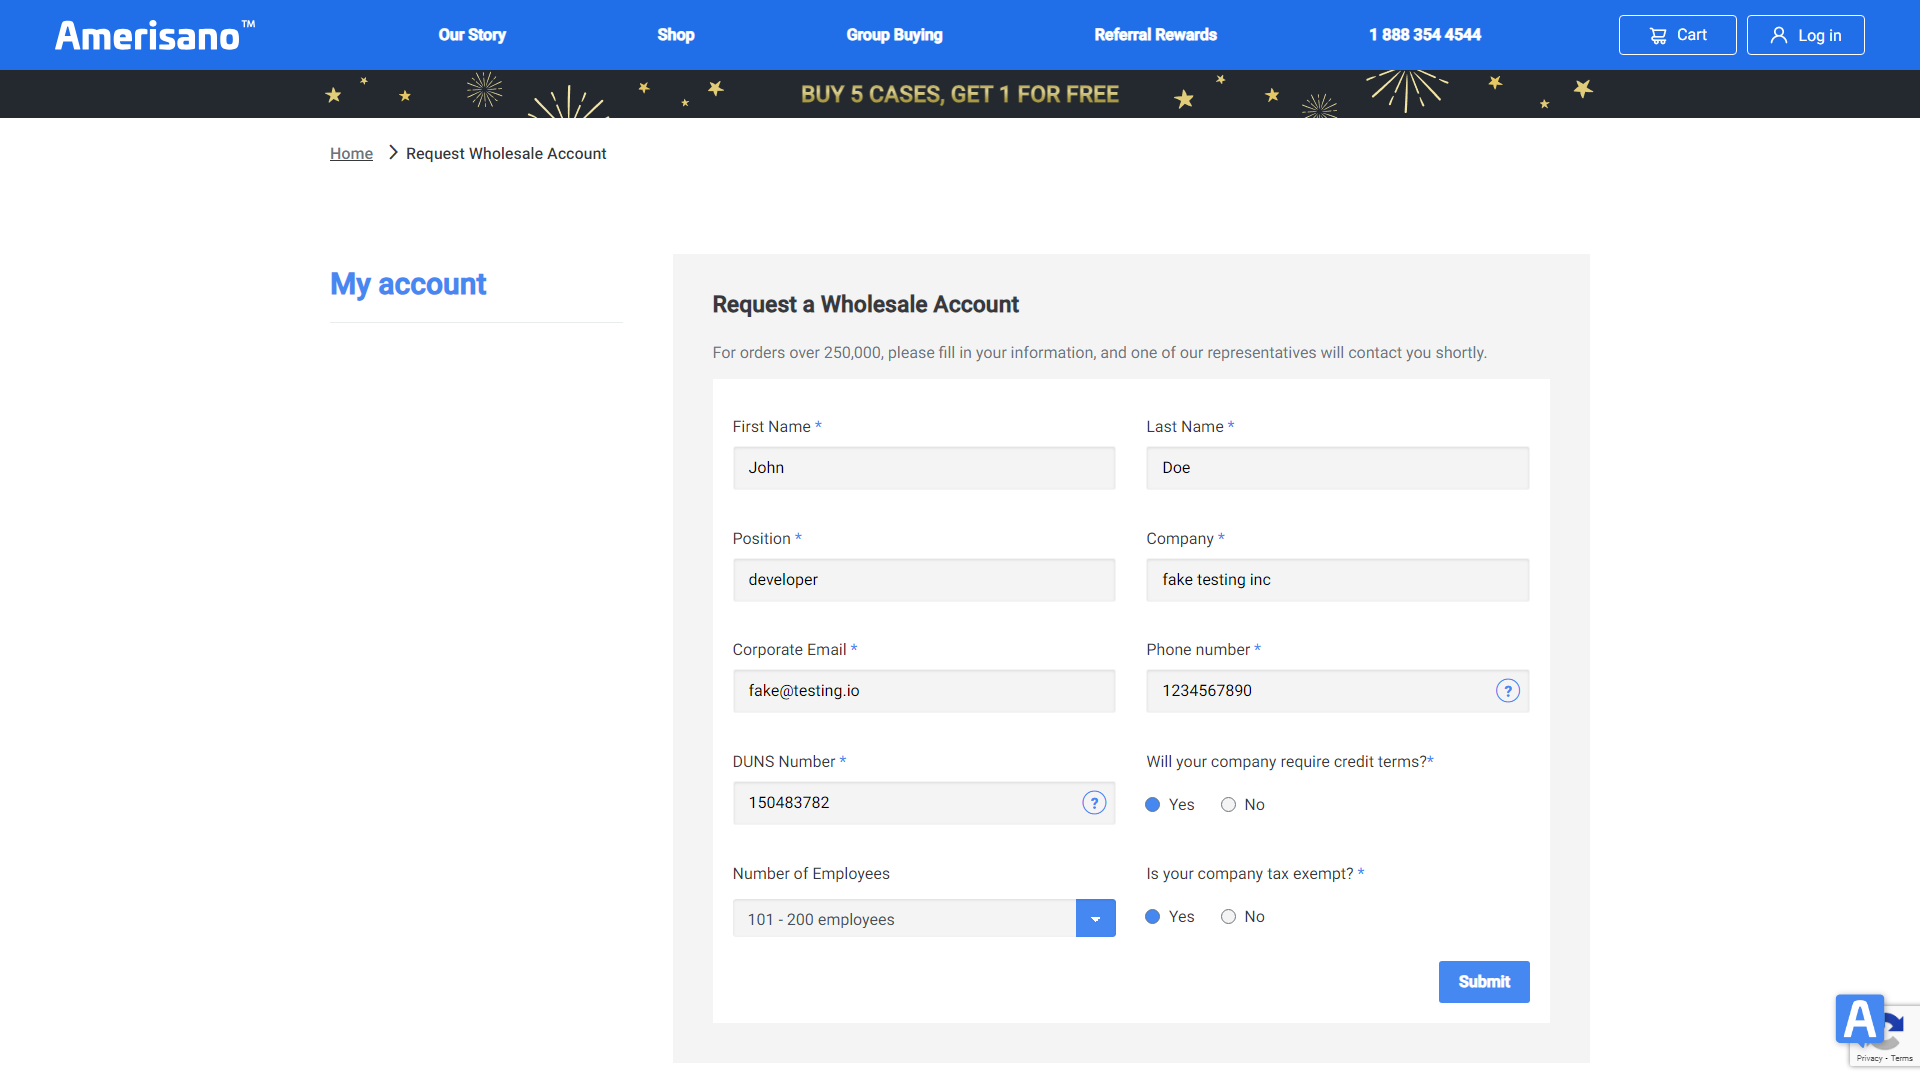 Amerisano™ Our Story Shop Group Buying Referral Rewards 1 888 354 4544 Cart Log in
BUY 5 CASES, GET 1 FOR FREE
Home Request Wholesale Account
My account
Request a Wholesale Account
For orders over 250,000, please fill in your information, and one of our representatives will contact you shortly.
First Name * Last Name *
John Doe
Position * Company *
developer fake testing inc
Corporate Email * Phone number *
fake@testing.io 1234567890 ?
DUNS Number * Will your company require credit terms?*
150483782 ? Yes No
Number of Employees Is your company tax exempt? *
101 - 200 employees Yes No
Submit
A
Privacy - Terms